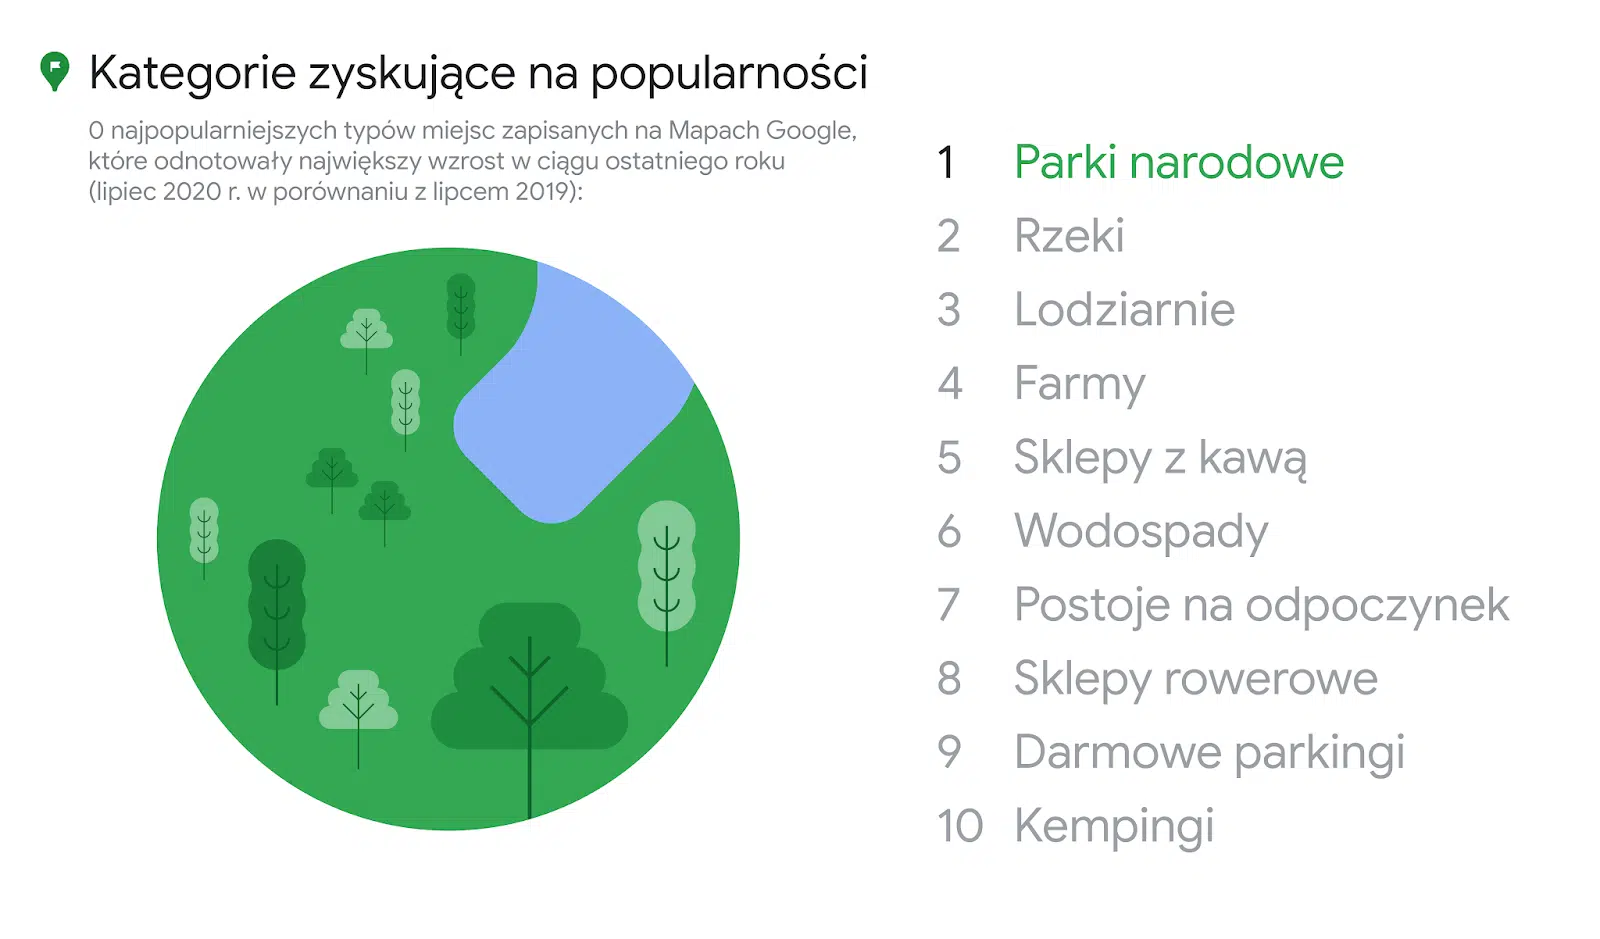 Kategorie zyskujące na popularności
0 najpopularniejszych typów miejsc zapisanych na Mapach Google,
które odnotowały największy wzrost w ciągu ostatniego roku
(lipiec 2020 r. w porównaniu z lipcem 2019):
1 Parki narodowe
2 Rzeki
3 Lodziarnie
4 Farmy
5 Sklepy z kawą
6 Wodospady
7 Postoje na odpoczynek
8 Sklepy rowerowe
9 Darmowe parkingi
10 Kempingi